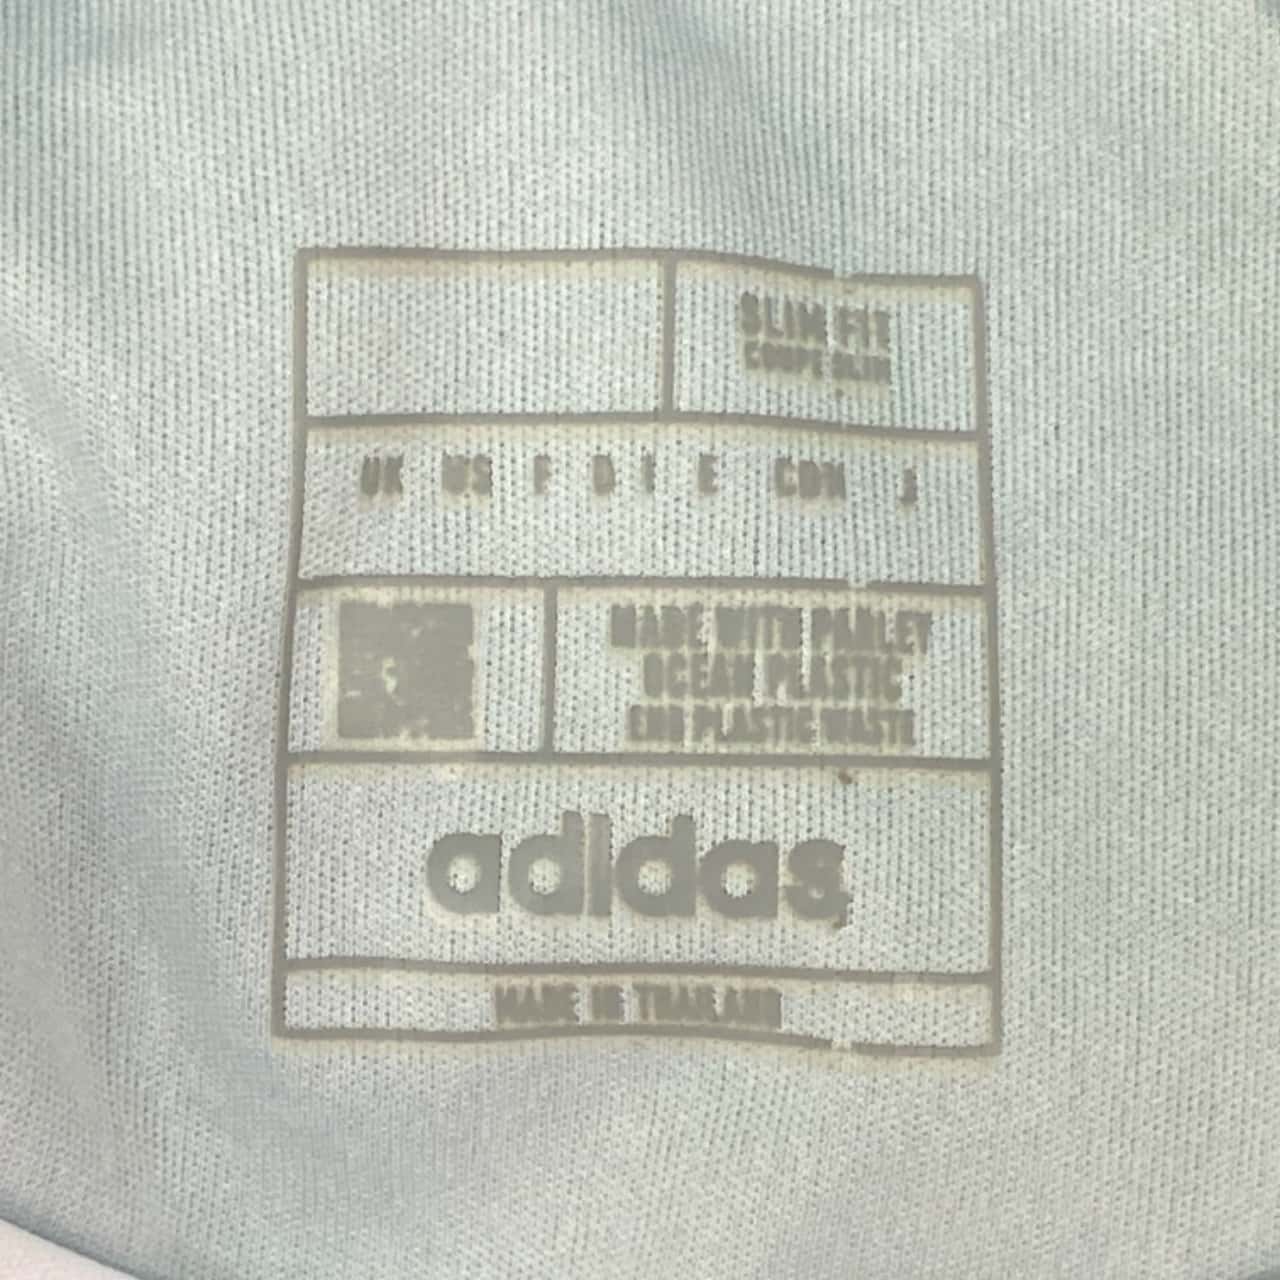 SLIM FIT
COUPE SLIM
UK US F D I E CDN J
MADE WITH PARLEY
OCEAN PLASTIC
END PLASTIC WASTE
adidas
MADE IN THAILAND